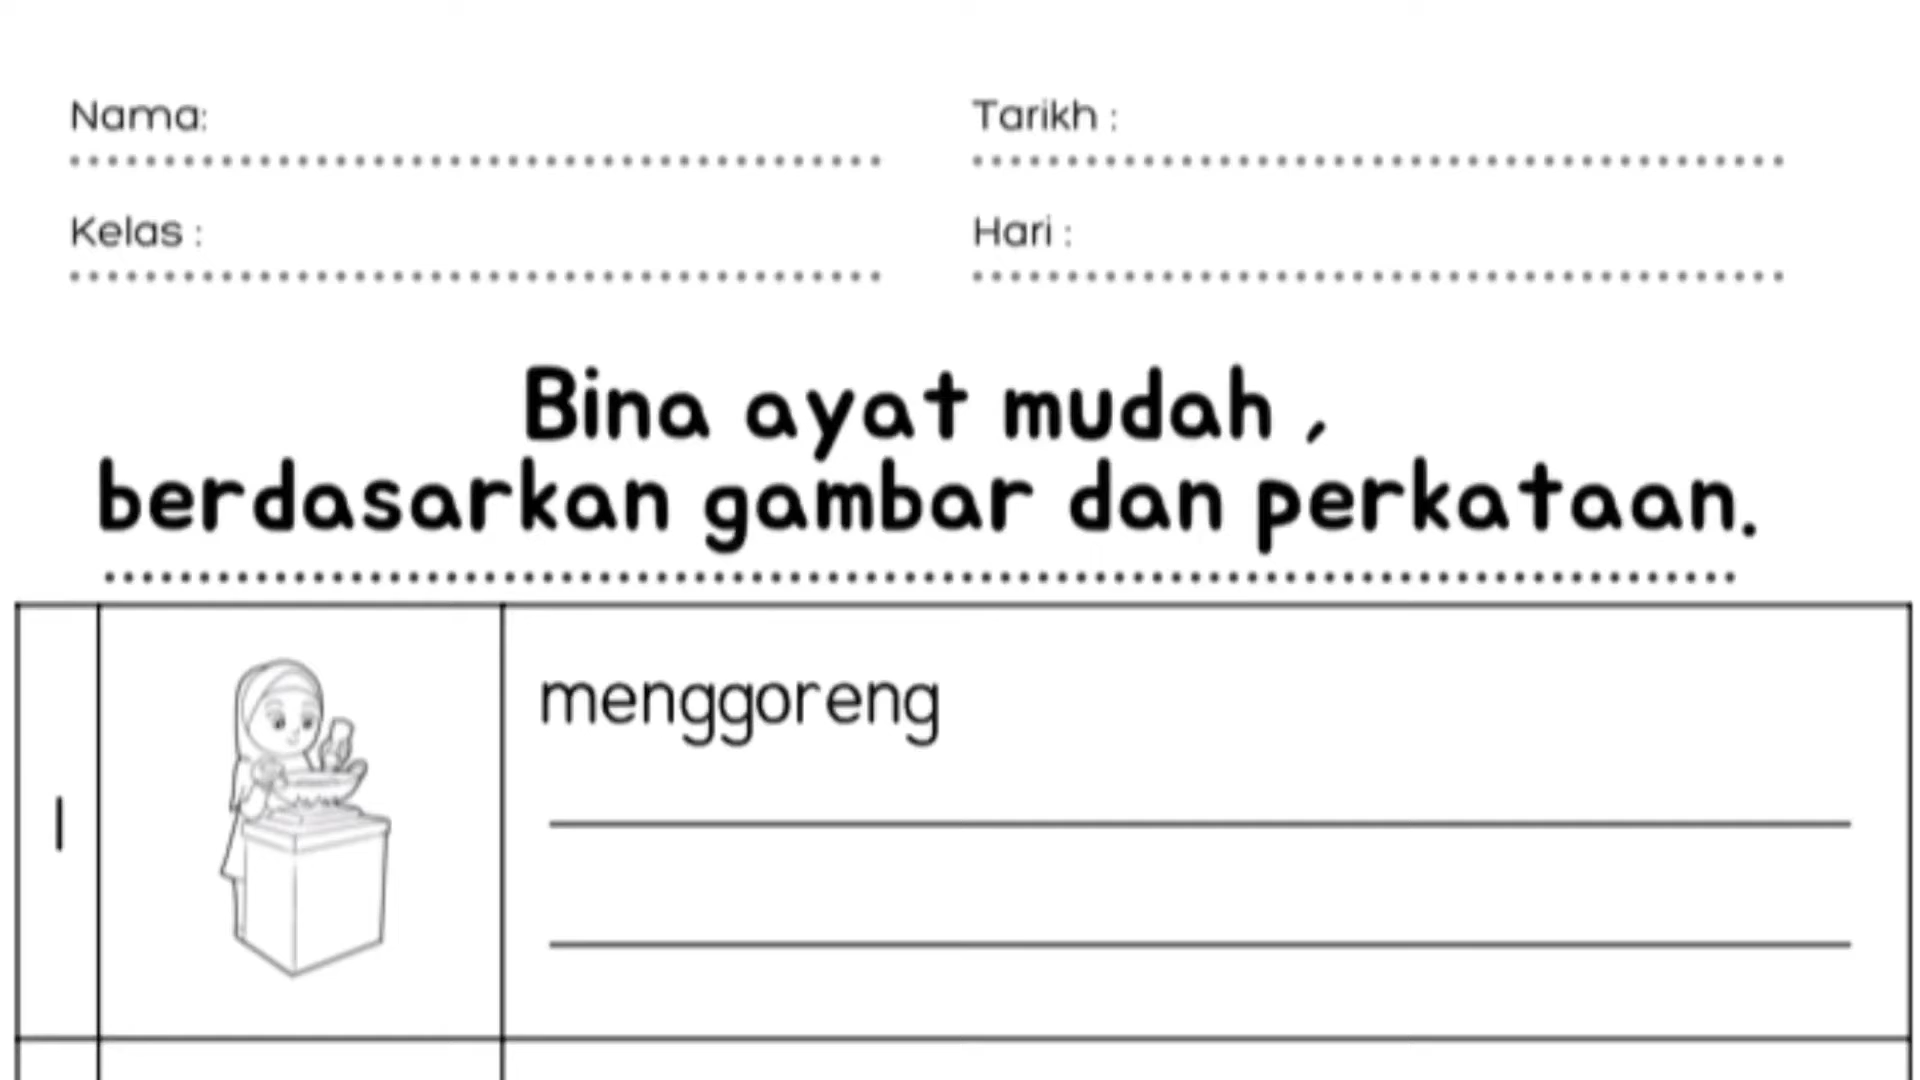 Nama:
Tarikh :
Kelas :
Hari :
Bina ayat mudah ,
berdasarkan gambar dan perkataan.
1
menggoreng